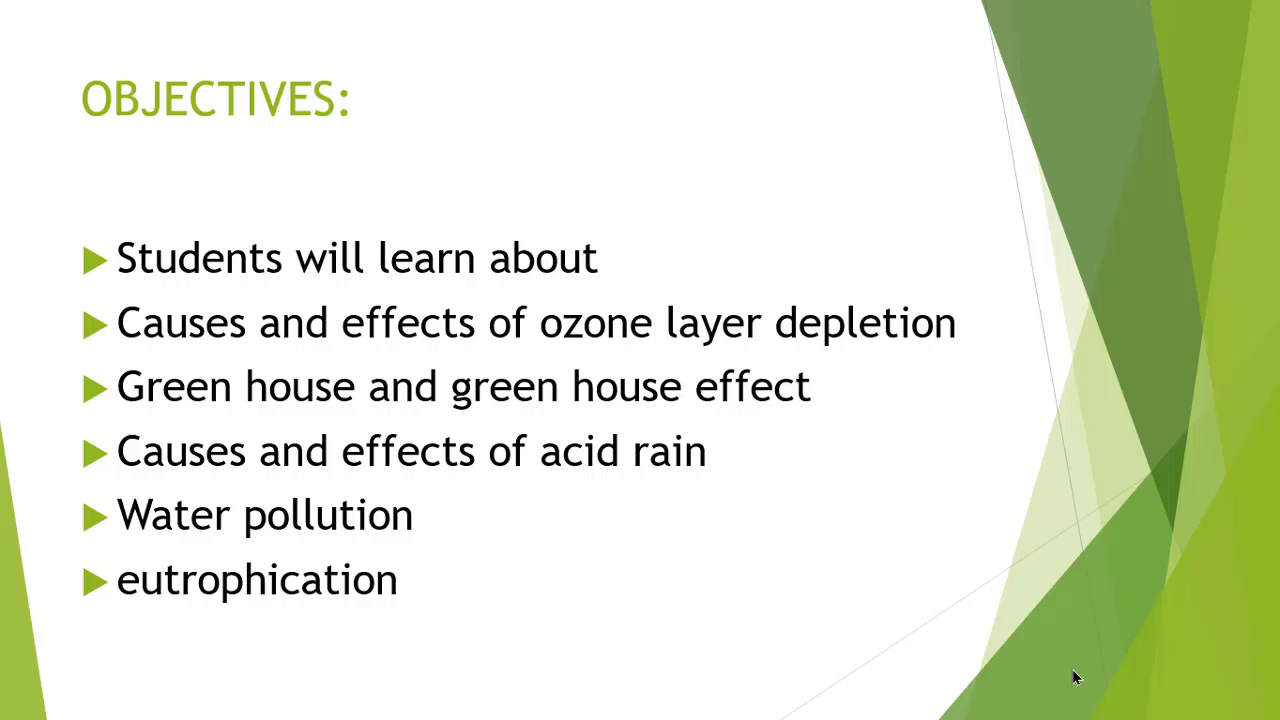 OBJECTIVES:
Students will learn about
Causes and effects of ozone layer depletion
Green house and green house effect
Causes and effects of acid rain
Water pollution
eutrophication